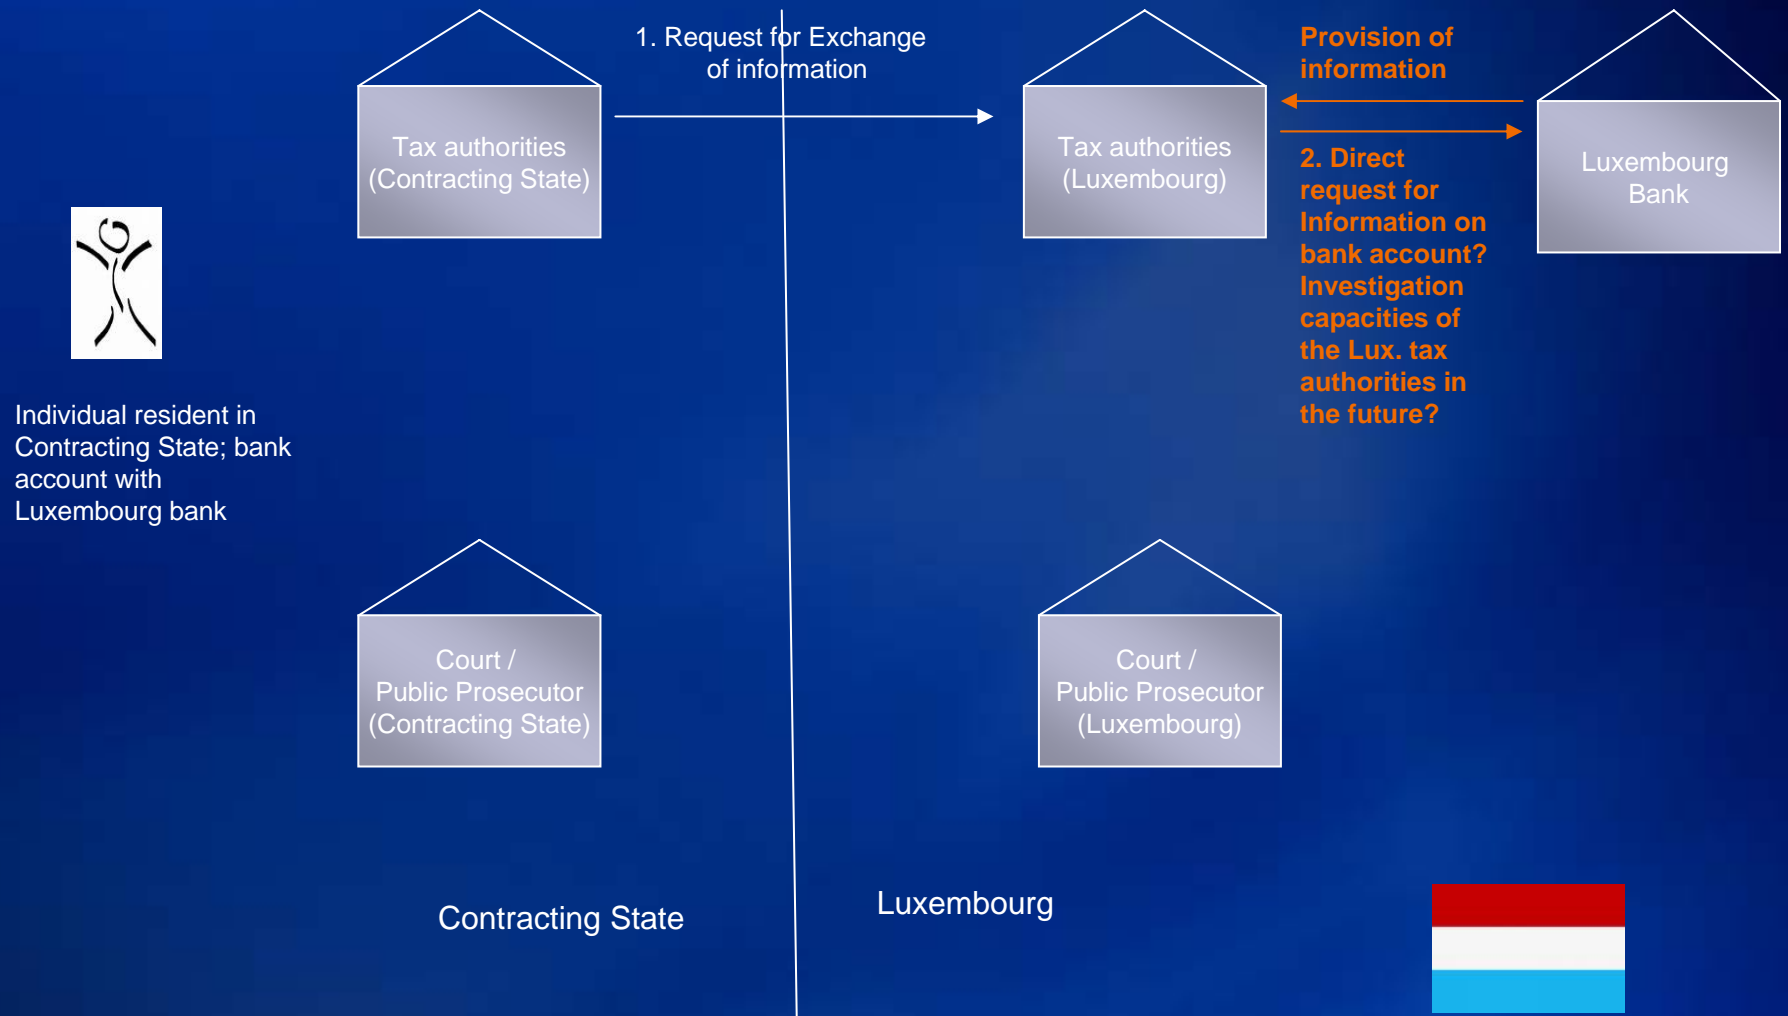 1. Request for Exchange
of information
Provision of
information
Tax authorities
(Contracting State)
Tax authorities
(Luxembourg)
Luxembourg
Bank
2. Direct
request for
Information on
bank account?
Investigation
capacities of
the Lux. tax
authorities in
the future?
Individual resident in
Contracting State; bank
account with
Luxembourg bank
Court /
Public Prosecutor
(Contracting State)
Court /
Public Prosecutor
(Luxembourg)
Contracting State
Luxembourg